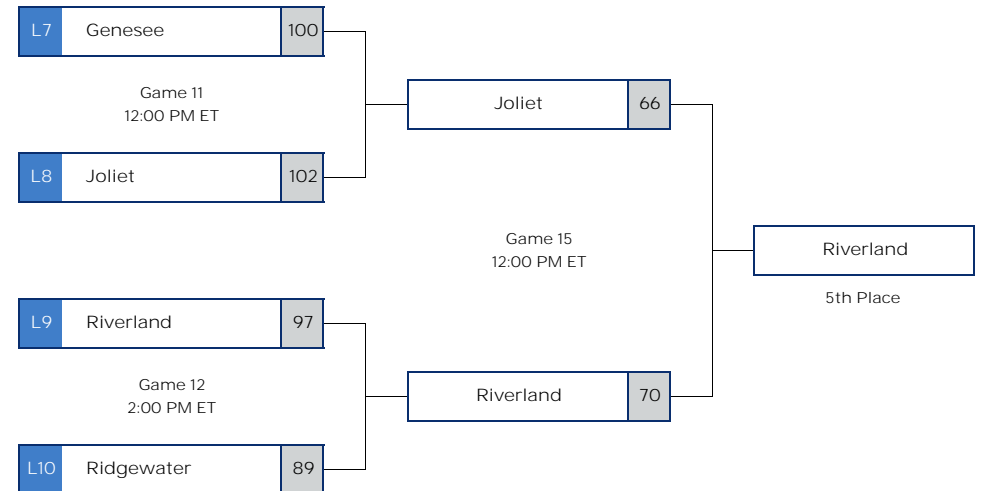 L7 Genesee 100
Game 11
12:00 PM ET
L8 Joliet 102
Joliet 66
Game 15
12:00 PM ET
Riverland
5th Place
L9 Riverland 97
Game 12
2:00 PM ET
Riverland 70
L10 Ridgewater 89